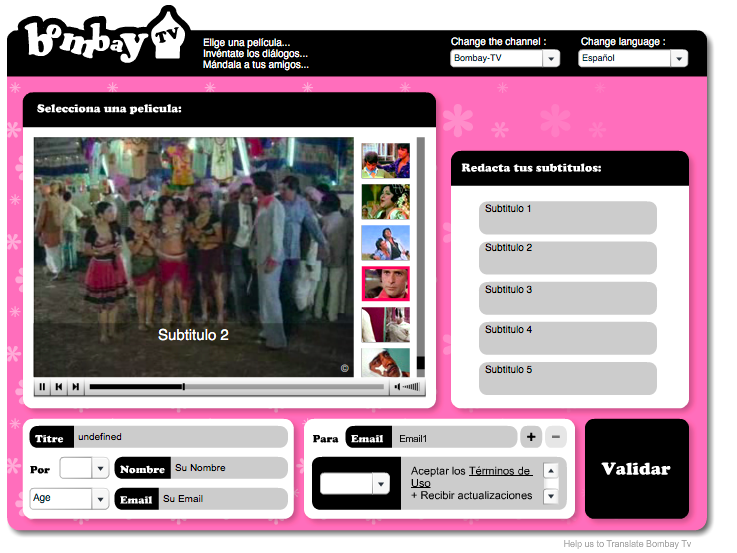 bombay TV
Elige una película...
Invéntate los diálogos...
Mándala a tus amigos...
Change the channel :
Change language :
Bombay-TV
Español
Selecciona una pelicula:
Subtitulo 2
©
Redacta tus subtitulos:
Subtitulo 1
Subtitulo 2
Subtitulo 3
Subtitulo 4
Subtitulo 5
Titre
undefined
Por
Nombre
Su Nombre
Age
Email
Su Email
Para
Email
Email1
+
-
Aceptar los Términos de
Uso
+ Recibir actualizaciones
Validar
Help us to Translate Bombay Tv